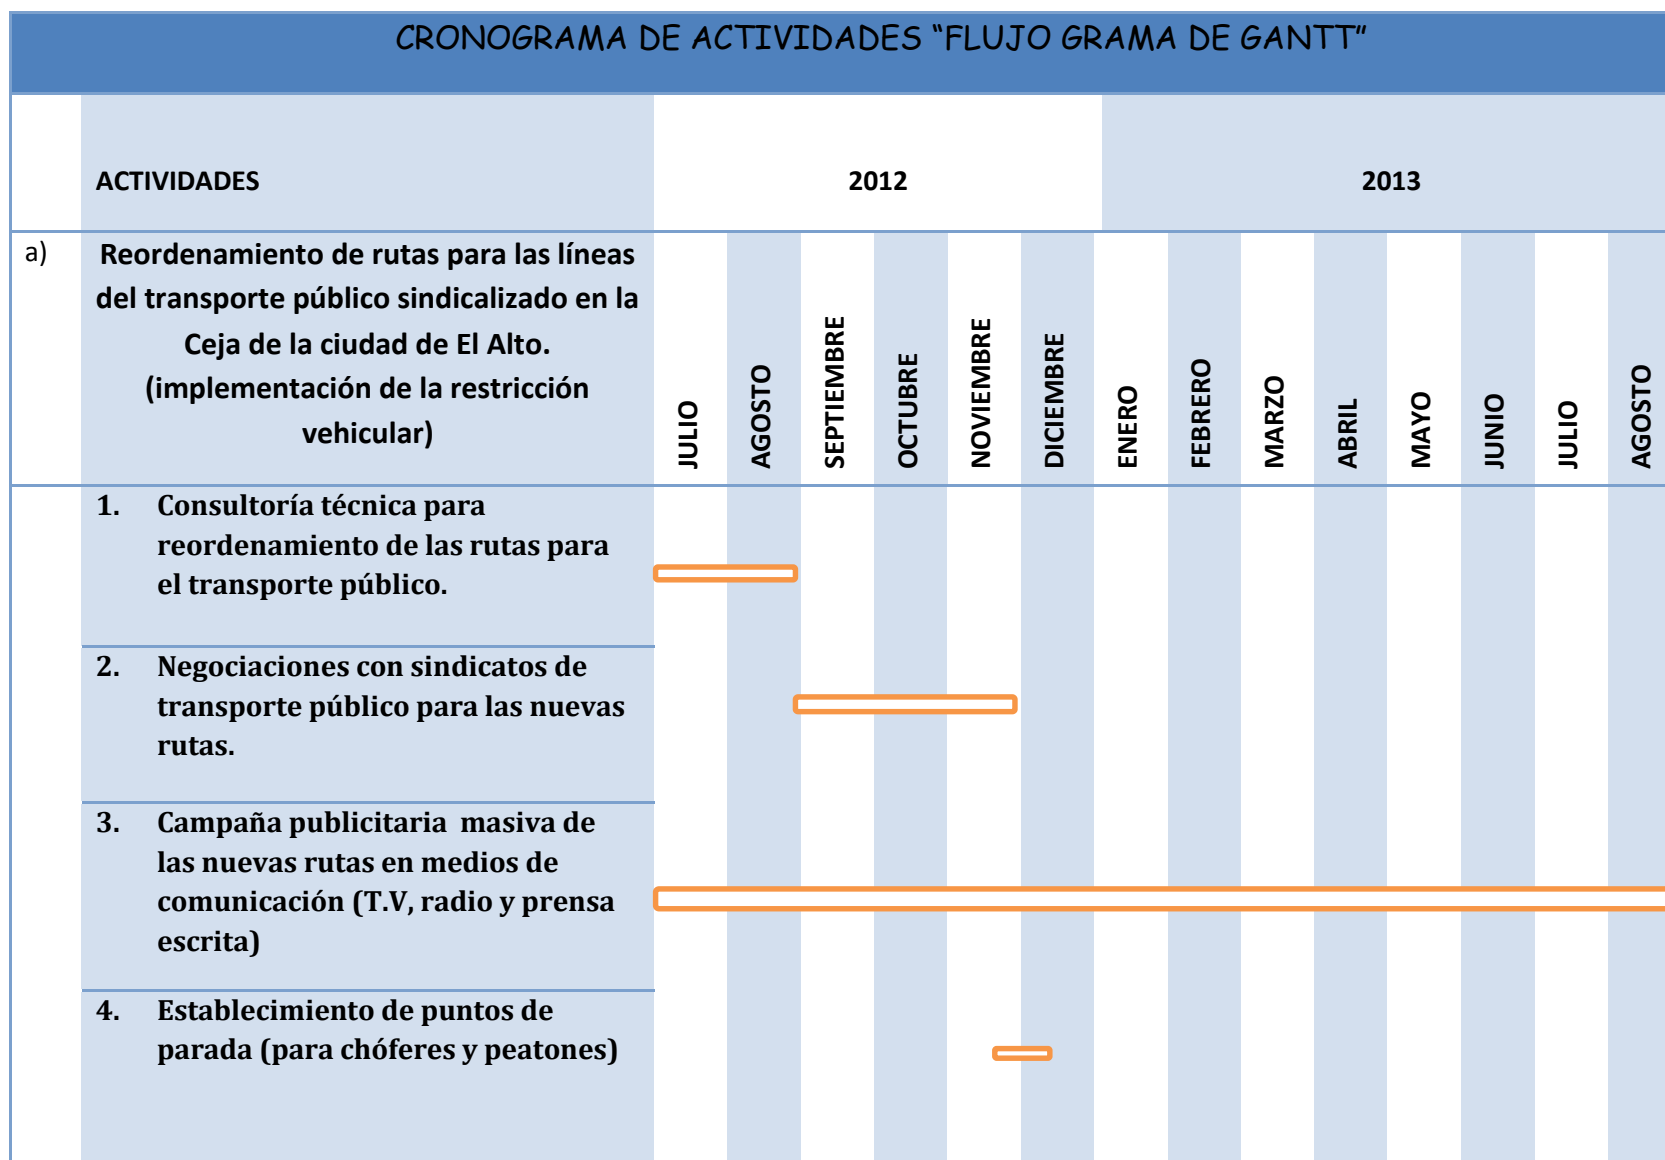 CRONOGRAMA DE ACTIVIDADES “FLUJO GRAMA DE GANTT”
ACTIVIDADES
2012
2013
a)
Reordenamiento de rutas para las líneas
del transporte público sindicalizado en la
Ceja de la ciudad de El Alto.
(implementación de la restricción
vehicular)
JULIO
AGOSTO
SEPTIEMBRE
OCTUBRE
NOVIEMBRE
DICIEMBRE
ENERO
FEBRERO
MARZO
ABRIL
MAYO
JUNIO
JULIO
AGOSTO
1. Consultoría técnica para
reordenamiento de las rutas para
el transporte público.
2. Negociaciones con sindicatos de
transporte público para las nuevas
rutas.
3. Campaña publicitaria masiva de
las nuevas rutas en medios de
comunicación (T.V, radio y prensa
escrita)
4. Establecimiento de puntos de
parada (para chóferes y peatones)